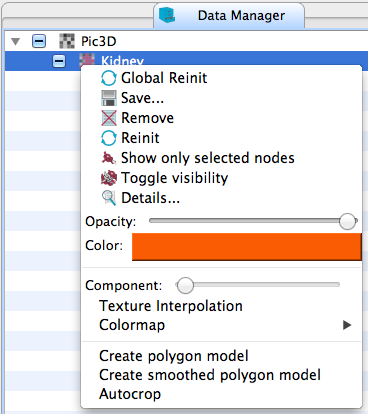 Data Manager
Pic3D
Kidney
Global Reinit
Save...
Remove
Reinit
Show only selected nodes
Toggle visibility
Details...
Opacity:
Color:
Component:
Texture Interpolation
Colormap
Create polygon model
Create smoothed polygon model
Autocrop